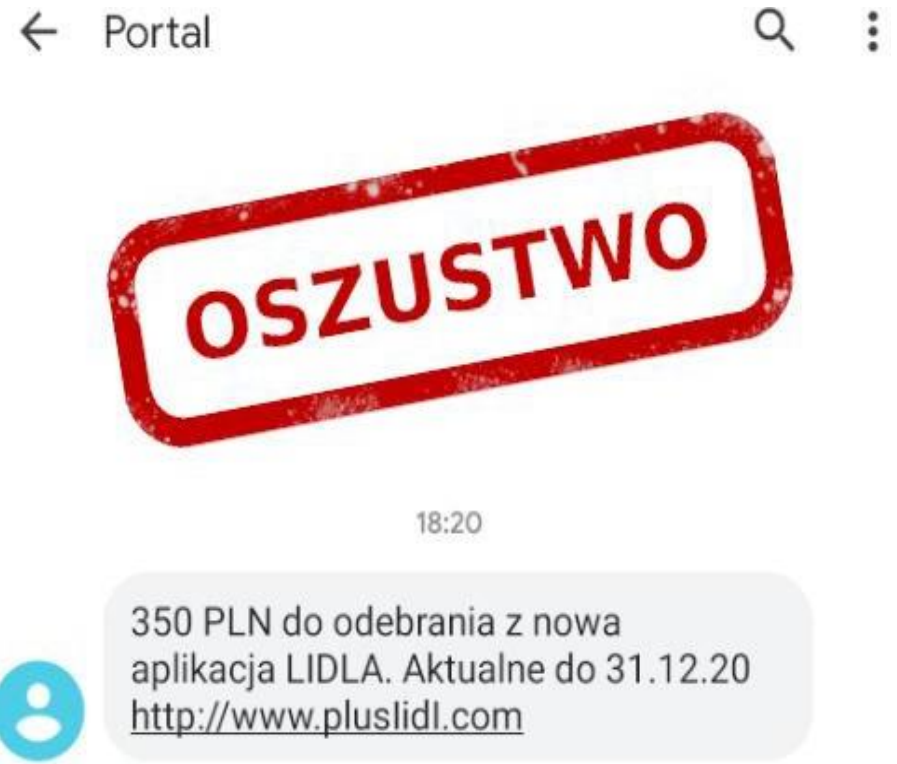 Portal
OSZUSTWO
18:20
350 PLN do odebrania z nowa
aplikacja LIDLA. Aktualne do 31.12.20
http://www.pluslidl.com